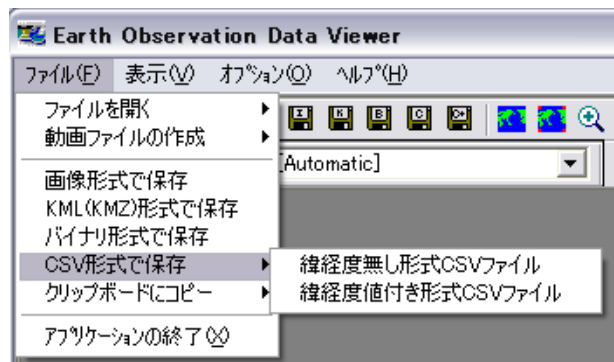 Earth Observation Data Viewer
ファイル(F) 表示(V) オプション(O) ヘルプ(H)
ファイルを開く
動画ファイルの作成
I K B C C+
[Automatic]
画像形式で保存
KML(KMZ)形式で保存
バイナリ形式で保存
CSV形式で保存
緯経度無し形式CSVファイル
クリップボードにコピー
緯経度値付き形式CSVファイル
アプリケーションの終了(X)